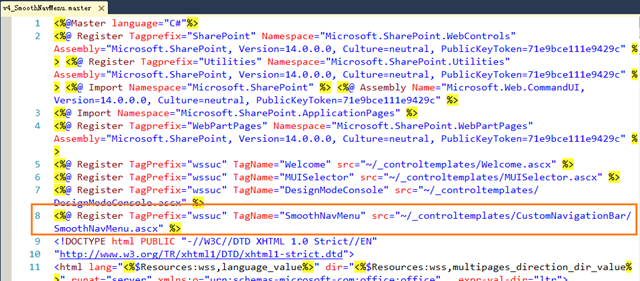 v4_SmoothNavMenu.master
1 <%@Master language="C#"%>
2 <%@ Register Tagprefix="SharePoint" Namespace="Microsoft.SharePoint.WebControls"
Assembly="Microsoft.SharePoint, Version=14.0.0.0, Culture=neutral, PublicKeyToken=71e9bce111e9429c" %
> <%@ Register Tagprefix="Utilities" Namespace="Microsoft.SharePoint.Utilities"
Assembly="Microsoft.SharePoint, Version=14.0.0.0, Culture=neutral, PublicKeyToken=71e9bce111e9429c" %
> <%@ Import Namespace="Microsoft.SharePoint" %> <%@ Assembly Name="Microsoft.Web.CommandUI,
Version=14.0.0.0, Culture=neutral, PublicKeyToken=71e9bce111e9429c" %>
3 <%@ Import Namespace="Microsoft.SharePoint.ApplicationPages" %>
4 <%@ Register Tagprefix="WebPartPages" Namespace="Microsoft.SharePoint.WebPartPages"
Assembly="Microsoft.SharePoint, Version=14.0.0.0, Culture=neutral, PublicKeyToken=71e9bce111e9429c" %
>
5 <%@ Register TagPrefix="wssuc" TagName="Welcome" src="~/_controltemplates/Welcome.ascx" %>
6 <%@ Register TagPrefix="wssuc" TagName="MUISelector" src="~/_controltemplates/MUISelector.ascx" %>
7 <%@ Register TagPrefix="wssuc" TagName="DesignModeConsole" src="~/_controltemplates/
DesignModeConsole.ascx" %>
8 <%@ Register TagPrefix="wssuc" TagName="SmoothNavMenu" src="~/_controltemplates/CustomNavigationBar/
SmoothNavMenu.ascx" %>
9 <!DOCTYPE html PUBLIC "-//W3C//DTD XHTML 1.0 Strict//EN"
10 "http://www.w3.org/TR/xhtml1/DTD/xhtml1-strict.dtd">
11 <html lang="<%$Resources:wss,language_value%>" dir="<%$Resources:wss,multipages_direction_dir_value
%>" runat="server" xmlns:o="urn:schemas-microsoft-com:office:office" __expr-val-dir="ltr">